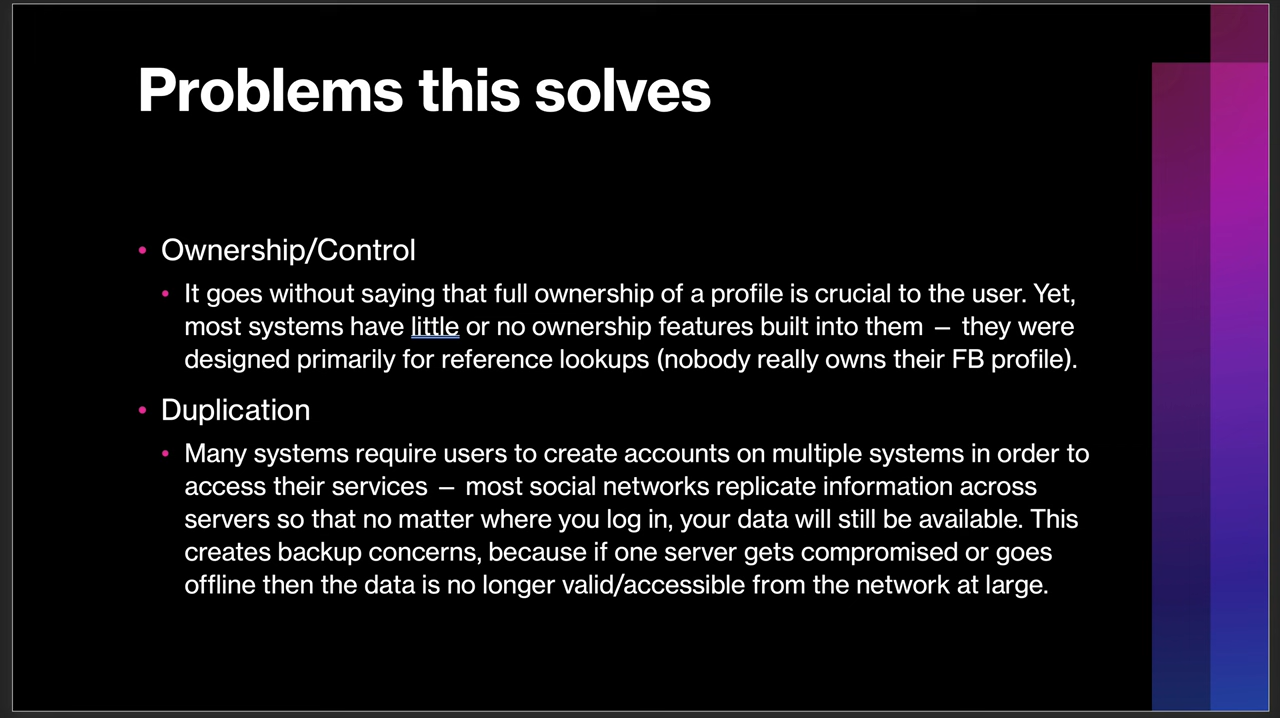 Problems this solves
• Ownership/Control
• It goes without saying that full ownership of a profile is crucial to the user. Yet,
most systems have little or no ownership features built into them — they were
designed primarily for reference lookups (nobody really owns their FB profile).
• Duplication
• Many systems require users to create accounts on multiple systems in order to
access their services — most social networks replicate information across
servers so that no matter where you log in, your data will still be available. This
creates backup concerns, because if one server gets compromised or goes
offline then the data is no longer valid/accessible from the network at large.